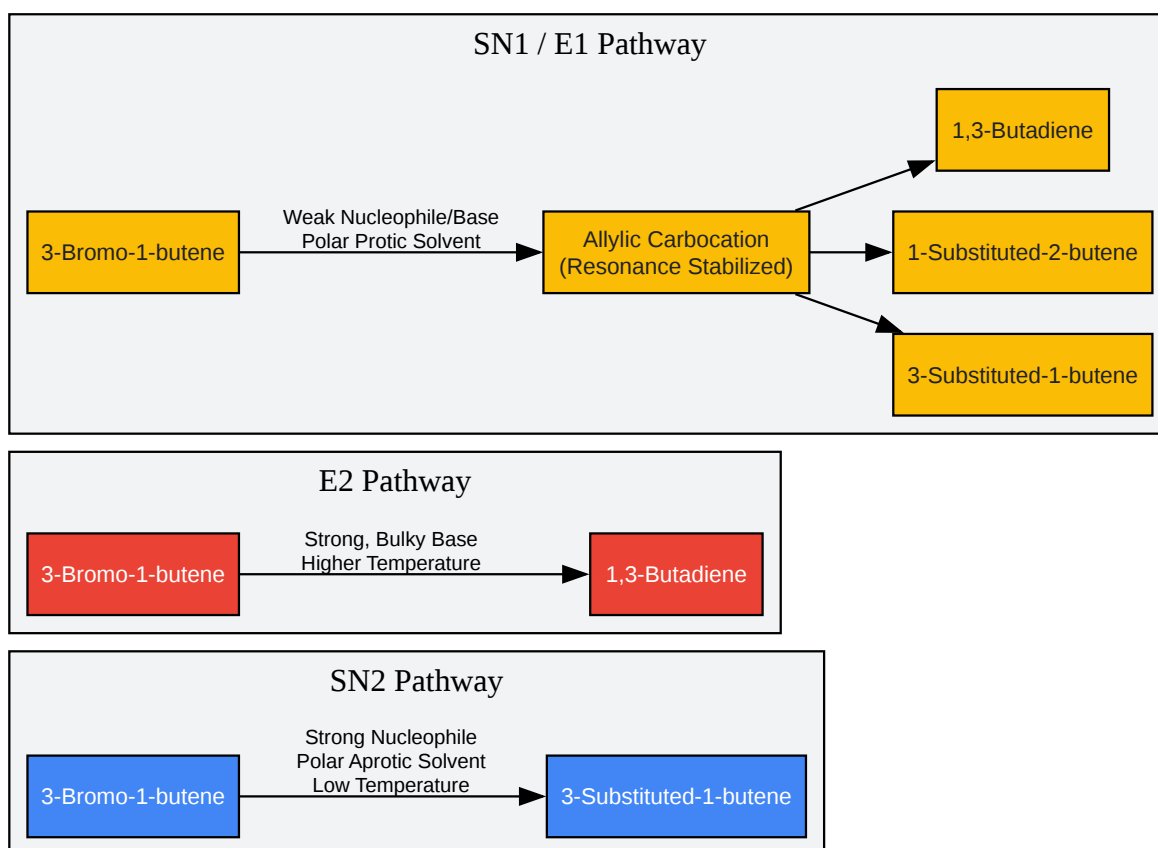 SN1 / E1 Pathway
1,3-Butadiene
3-Bromo-1-butene
Weak Nucleophile/Base
Polar Protic Solvent
Allylic Carbocation
(Resonance Stabilized)
1-Substituted-2-butene
3-Substituted-1-butene
E2 Pathway
3-Bromo-1-butene
Strong, Bulky Base
Higher Temperature
1,3-Butadiene
SN2 Pathway
3-Bromo-1-butene
Strong Nucleophile
Polar Aprotic Solvent
Low Temperature
3-Substituted-1-butene